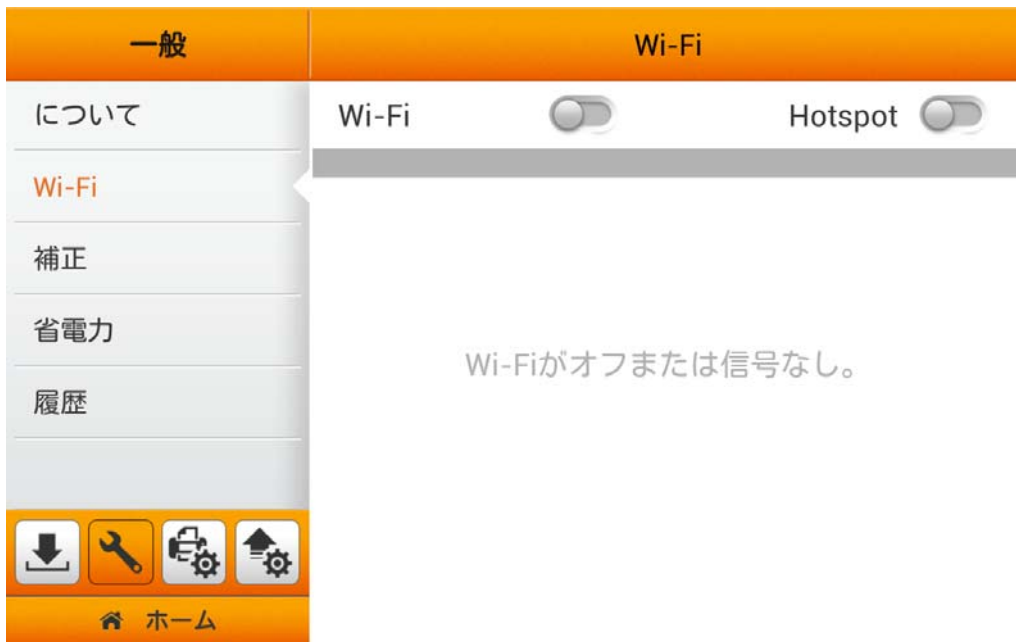 一般
Wi-Fi
について
Wi-Fi
補正
省電力
履歴
ホーム
Wi-Fi
Hotspot
Wi-Fiがオフまたは信号なし。